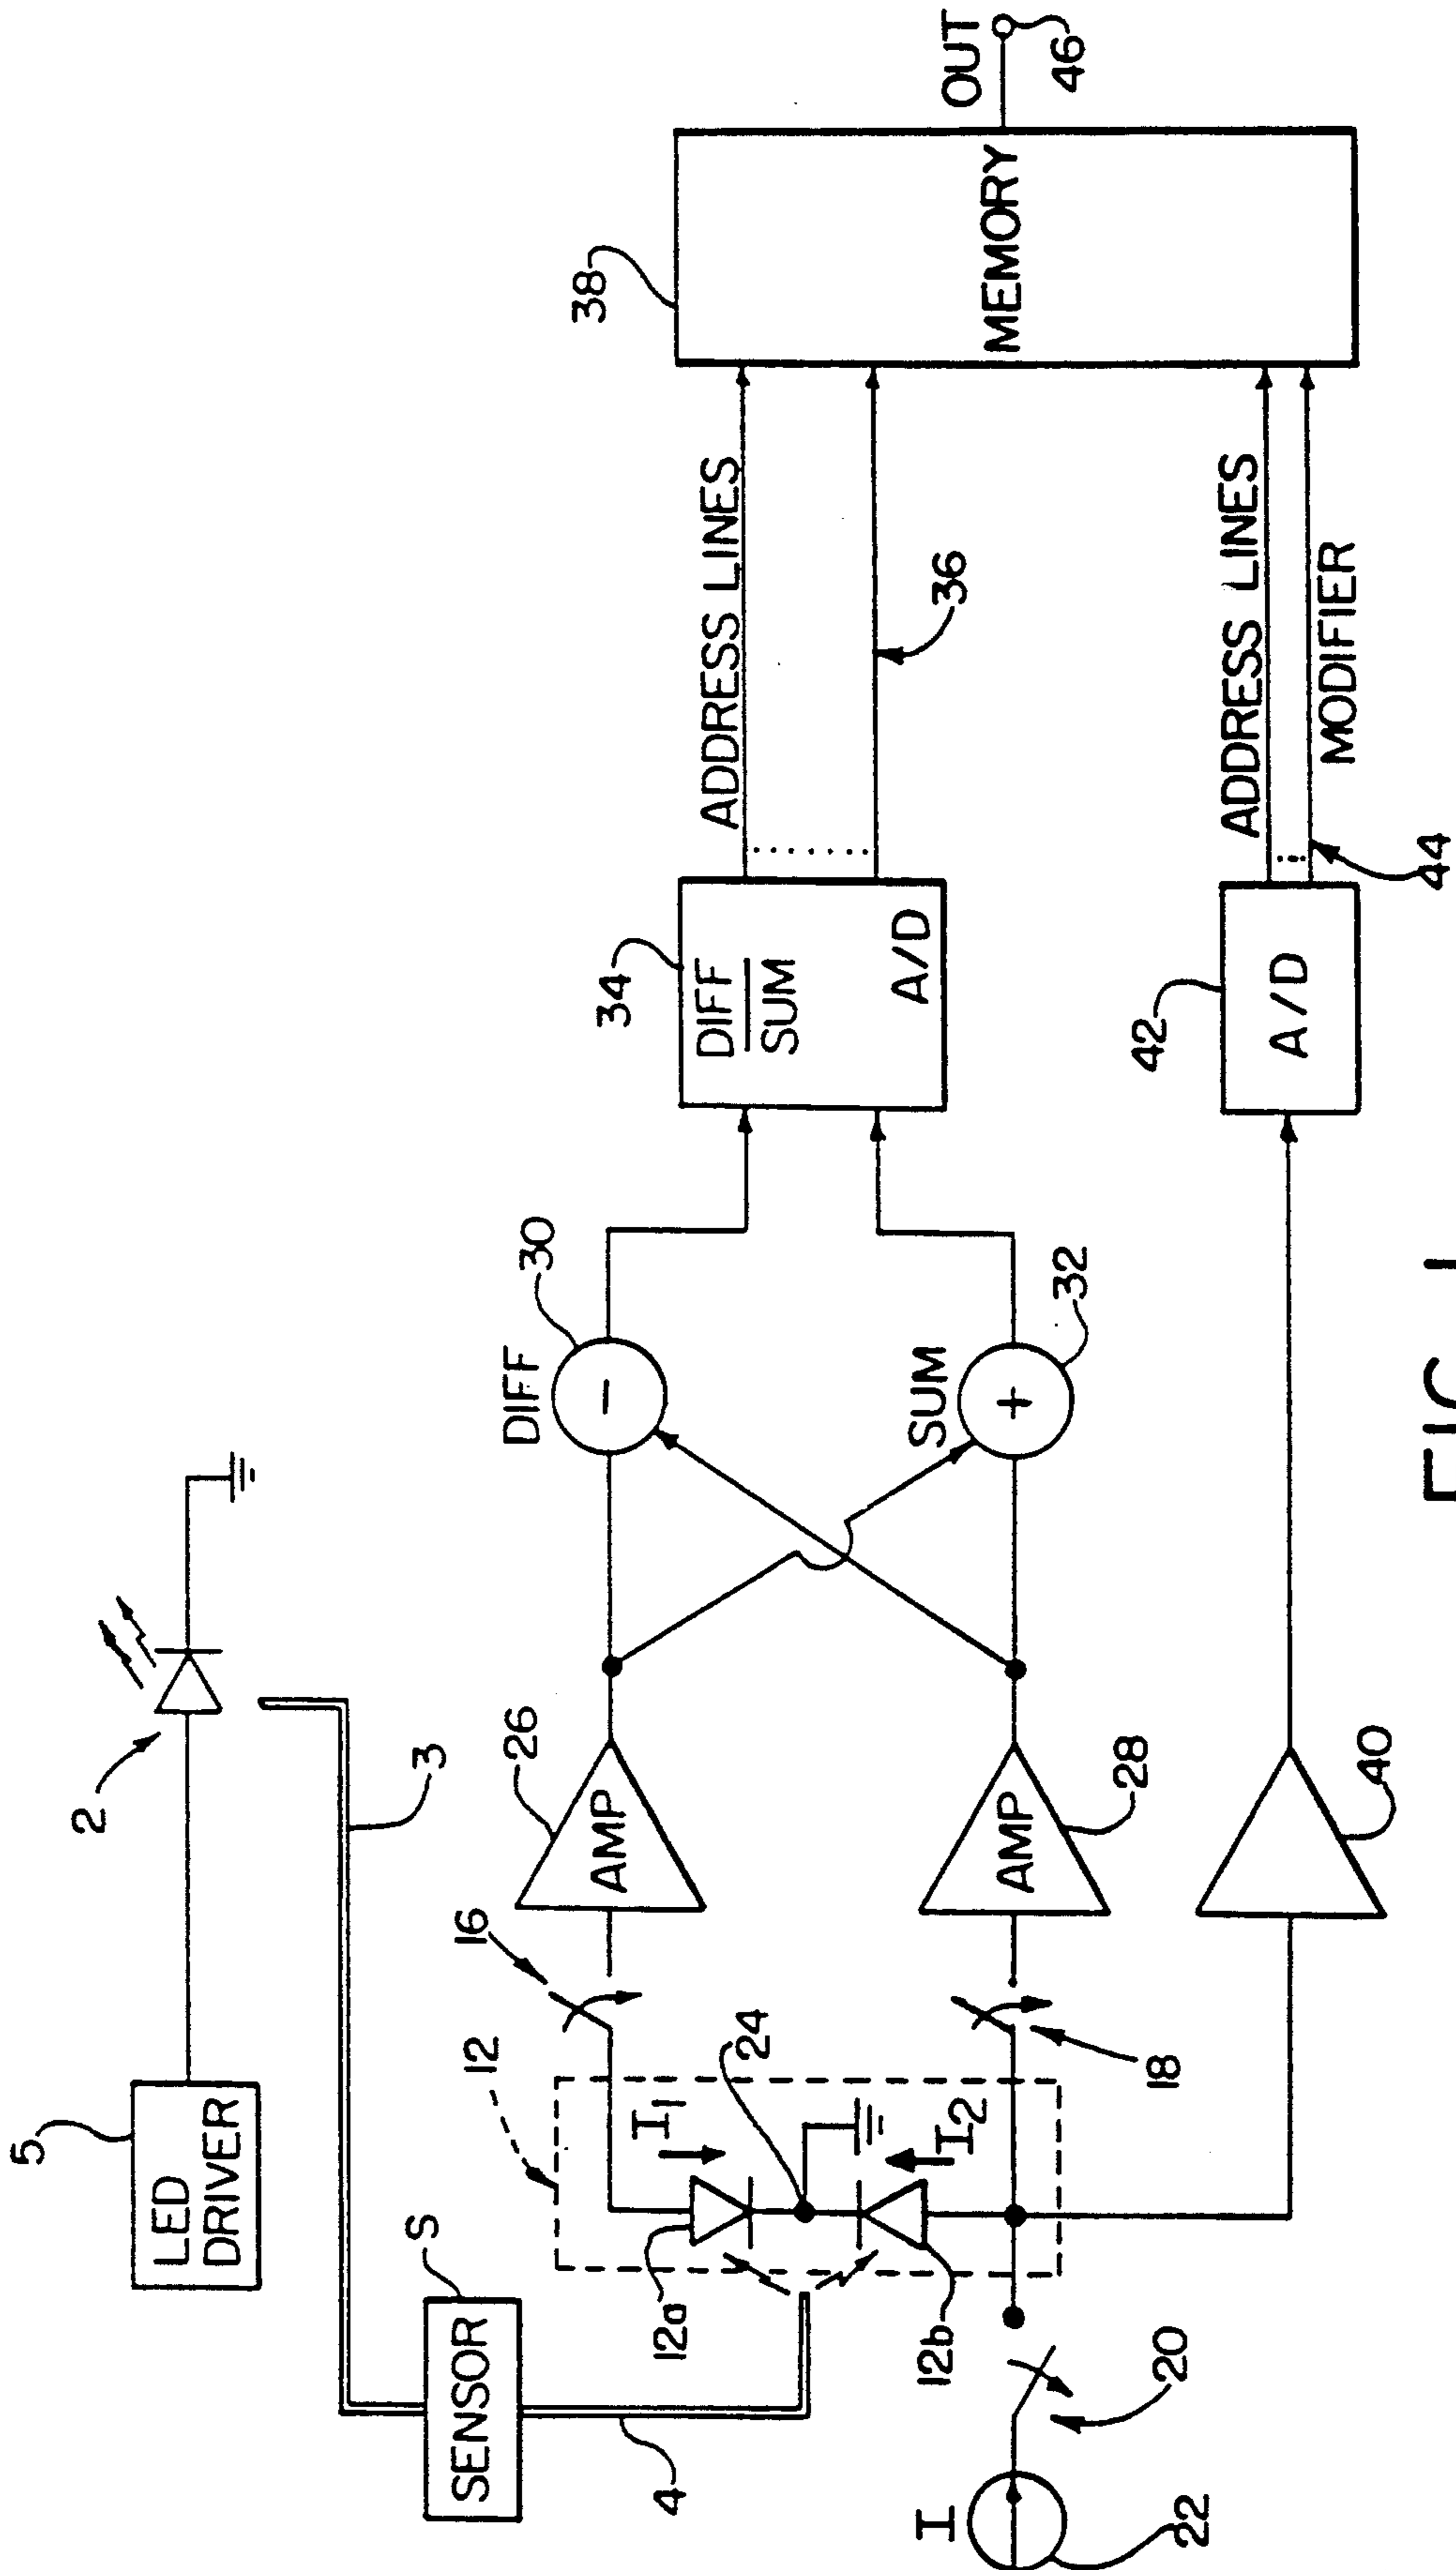 5
LED
DRIVER
2
3
S
SENSOR
4
12
12a
12b
I1
I2
24
16
18
I
22
20
26
AMP
28
AMP
40
DIFF
30
-
SUM
32
+
34
DIFF
SUM
A/D
42
A/D
ADDRESS LINES
36
ADDRESS LINES
MODIFIER
44
38
MEMORY
OUT
46